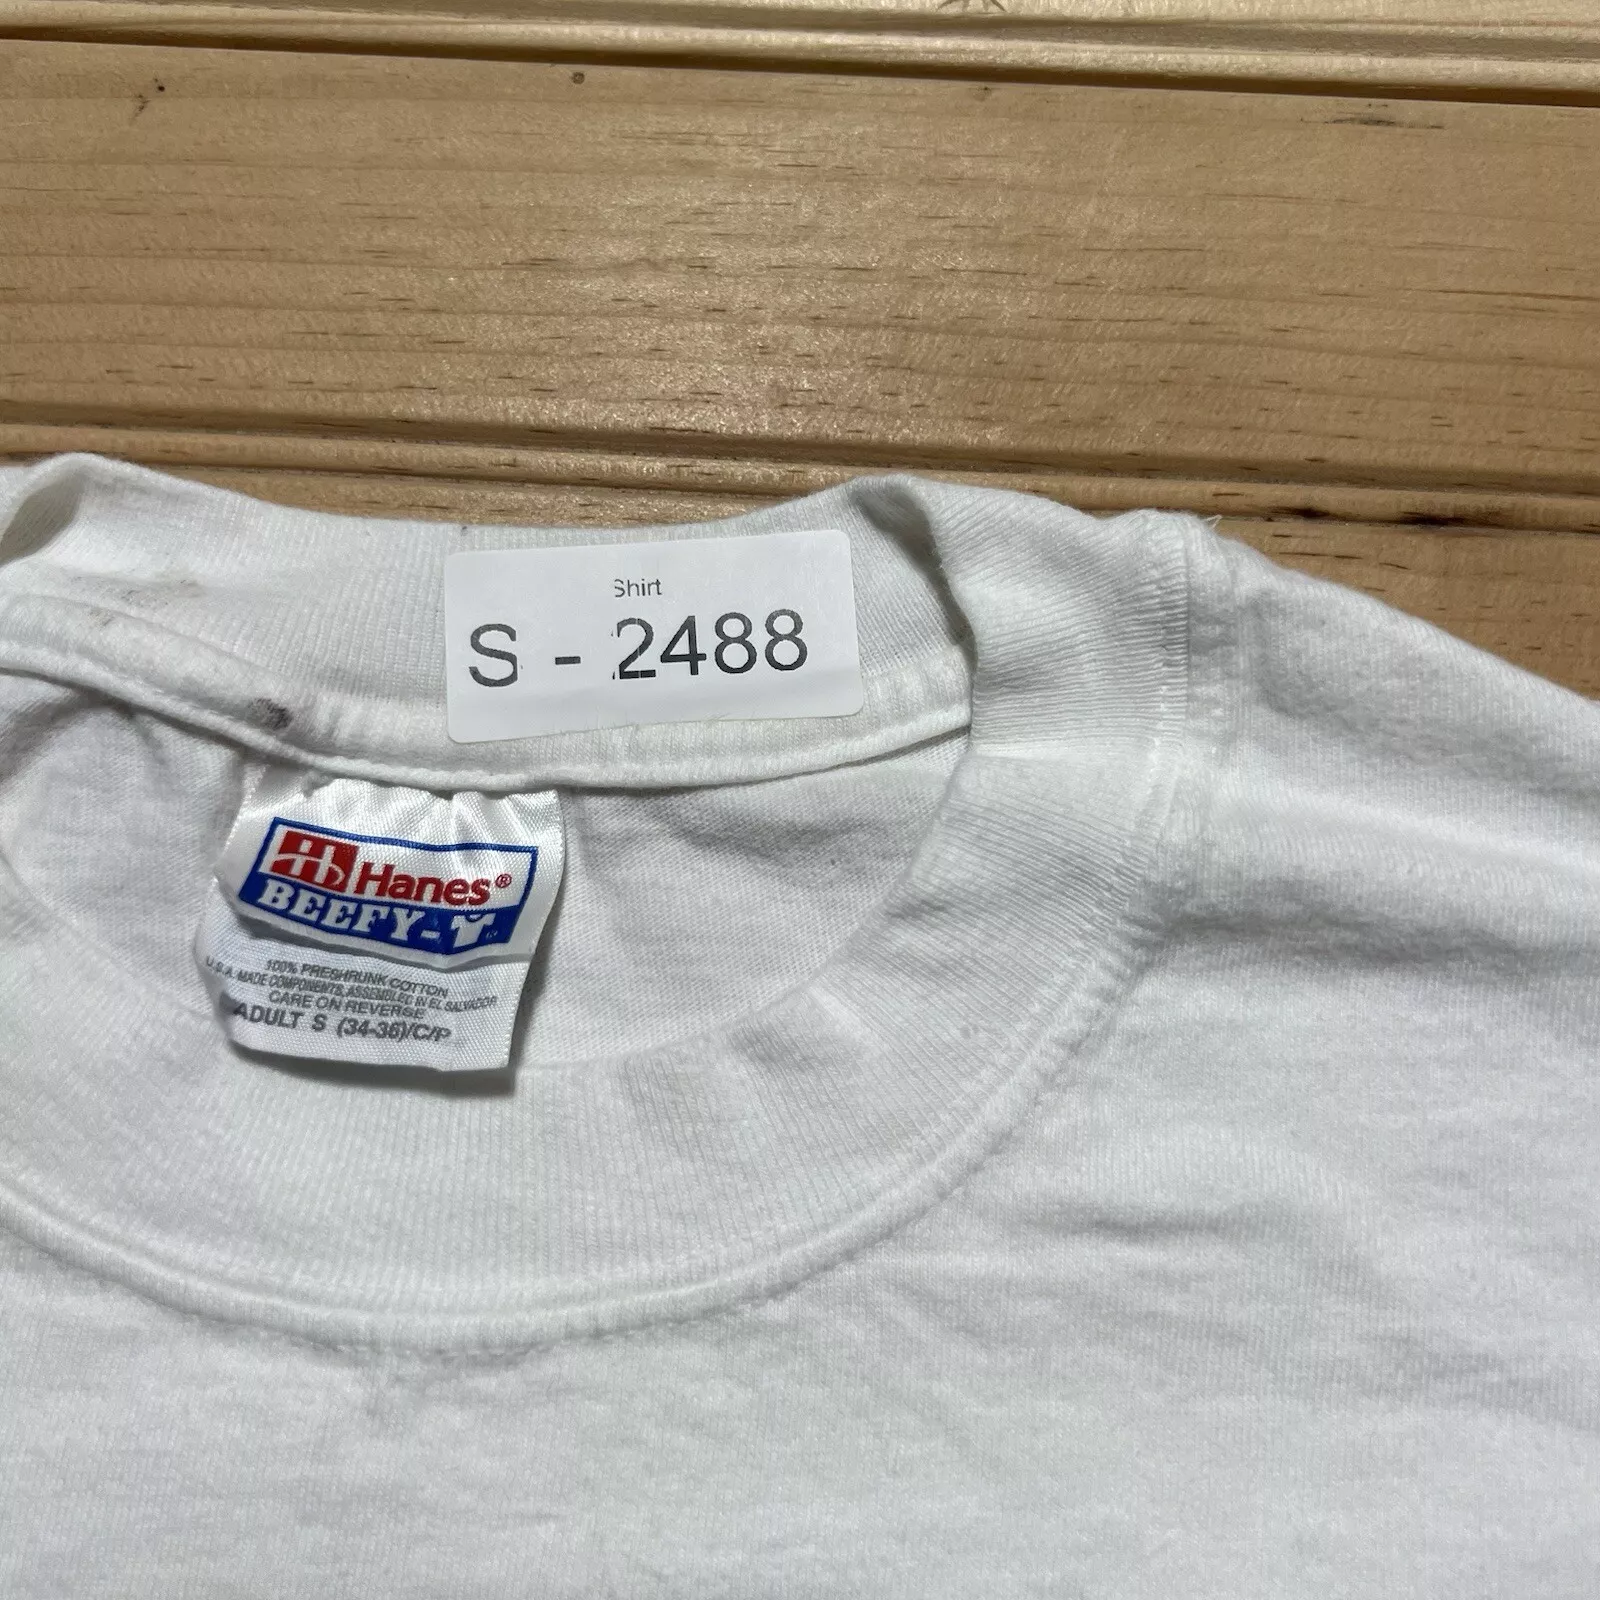 Shirt
S - 2488
Hanes®
BEEFY-T
100% PRESHRUNK COTTON
U.S.A. MADE COMPONENTS, ASSEMBLED IN EL SALVADOR
CARE ON REVERSE
ADULT S (34-36)/C/P